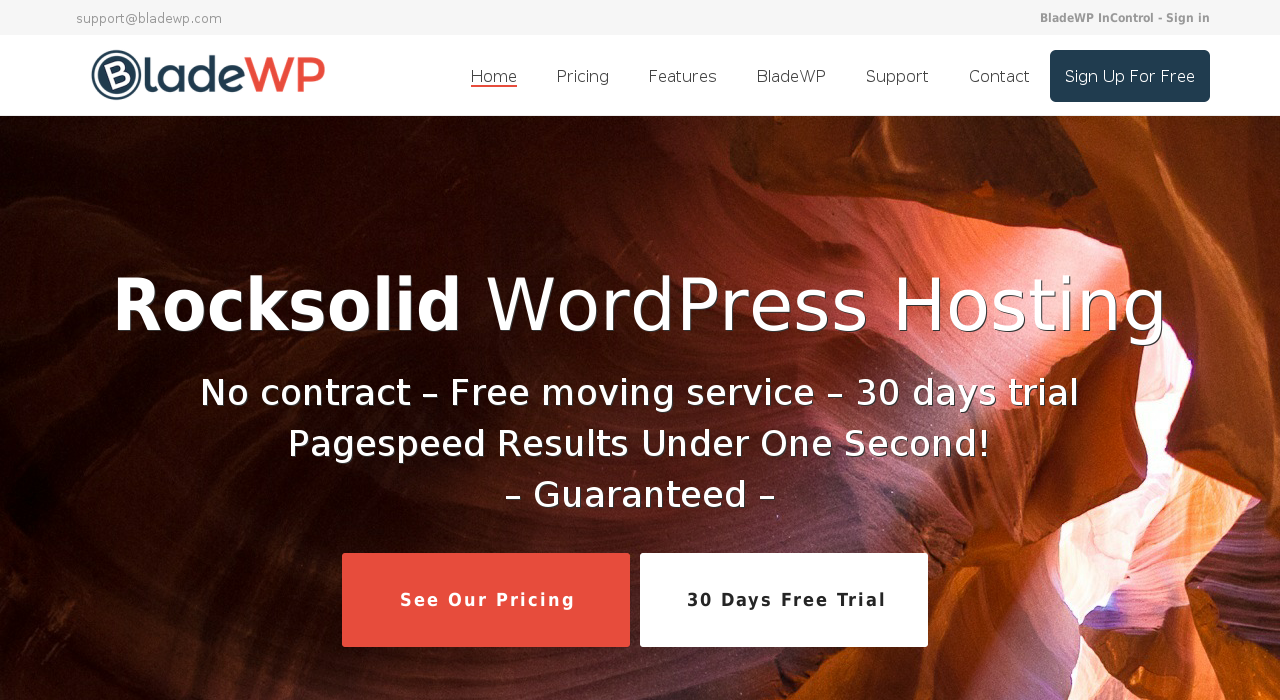 support@bladewp.com
BladeWP InControl - Sign in
BladeWP
Home
Pricing
Features
BladeWP
Support
Contact
Sign Up For Free
Rocksolid WordPress Hosting
No contract – Free moving service – 30 days trial
Pagespeed Results Under One Second!
– Guaranteed –
See Our Pricing
30 Days Free Trial